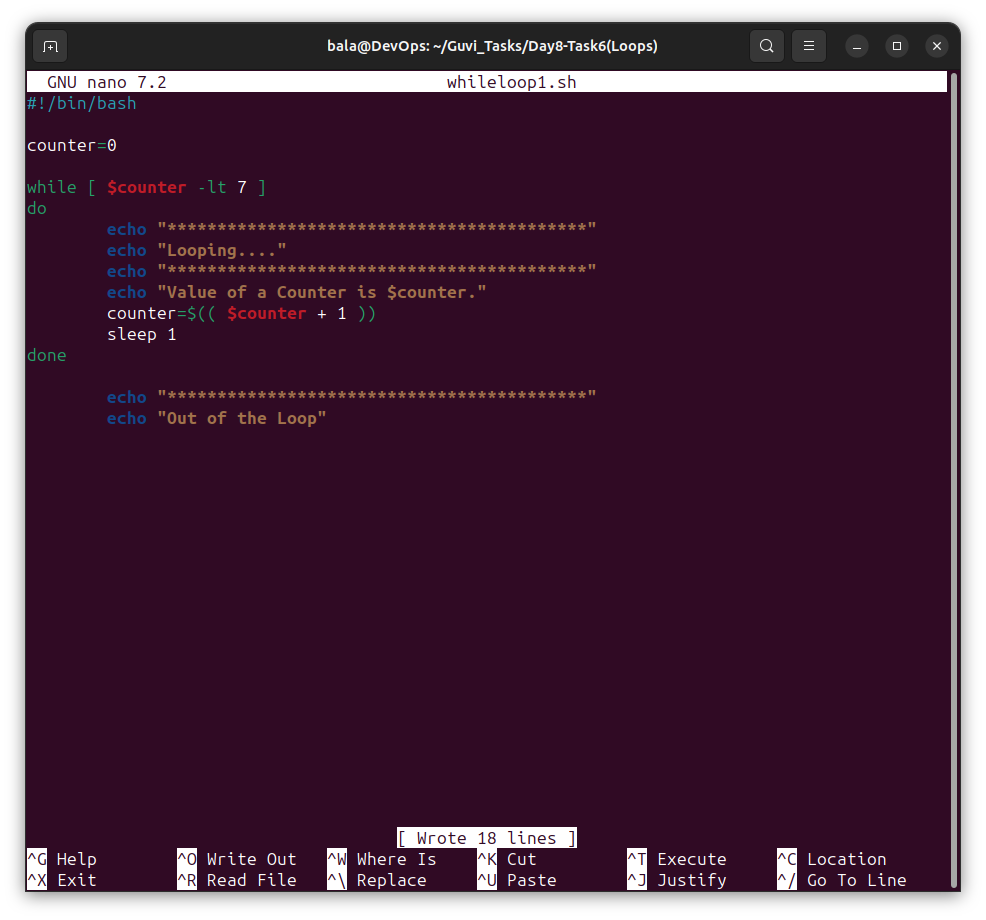 bala@DevOps: ~/Guvi_Tasks/Day8-Task6(Loops)
GNU nano 7.2 whileloop1.sh
#!/bin/bash
counter=0
while [ $counter -lt 7 ]
do
echo "******************************************"
echo "Looping...."
echo "******************************************"
echo "Value of a Counter is $counter."
counter=$(( $counter + 1 ))
sleep 1
done
echo "******************************************"
echo "Out of the Loop"
[ Wrote 18 lines ]
^G Help ^O Write Out ^W Where Is ^K Cut ^T Execute ^C Location
^X Exit ^R Read File ^\ Replace ^U Paste ^J Justify ^/ Go To Line